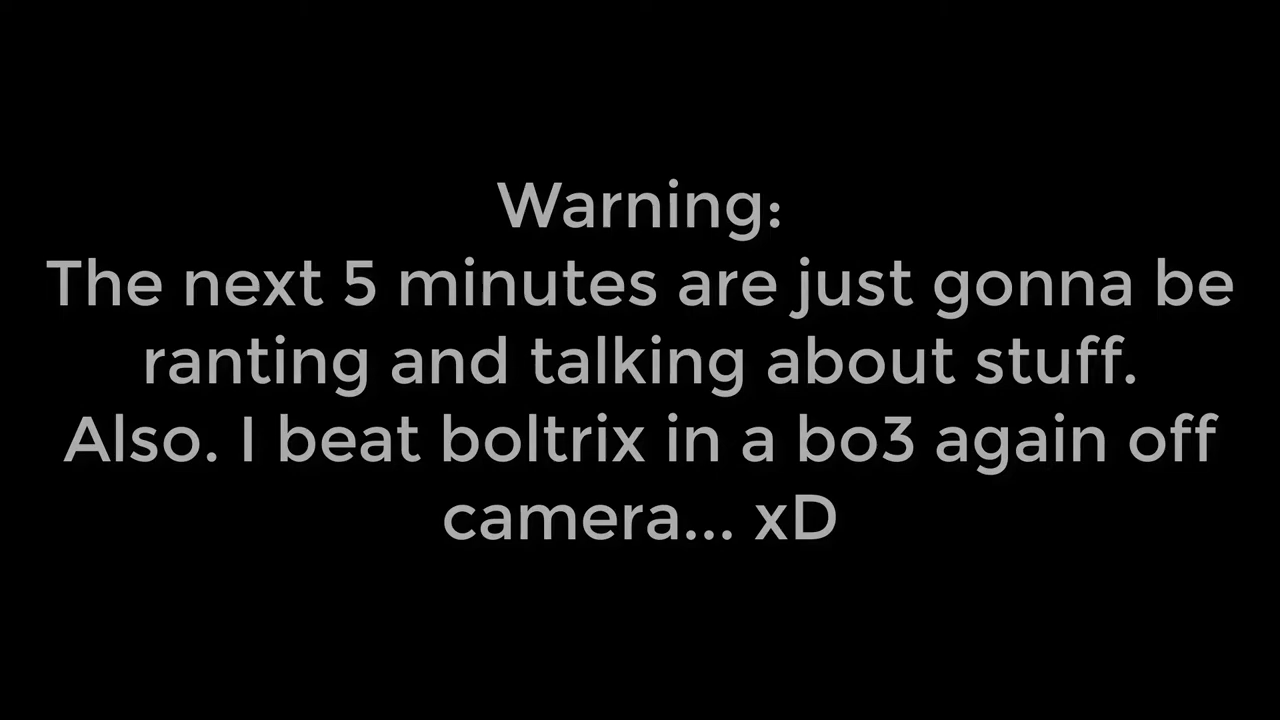 Warning:
The next 5 minutes are just gonna be
ranting and talking about stuff.
Also. I beat boltrix in a bo3 again off
camera... xD